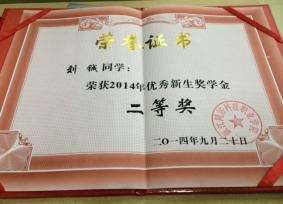 荣誉证书
刘 铖同学：
荣获2014年优秀新生奖学金
二等奖
二〇一四年九月二十日